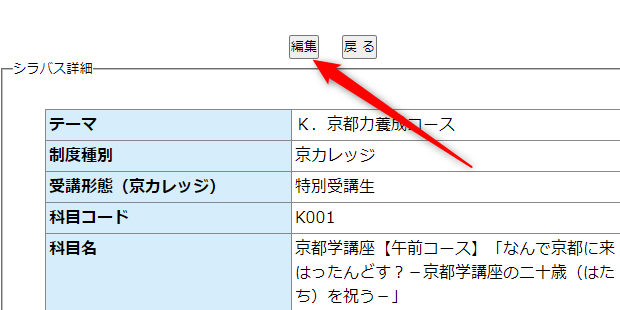 編集 戻 る
シラバス詳細
テーマ K．京都力養成コース
制度種別 京カレッジ
受講形態（京カレッジ） 特別受講生
科目コード K001
科目名 京都学講座【午前コース】「なんで京都に来
はったんどす？－京都学講座の二十歳（はた
ち）を祝う－」